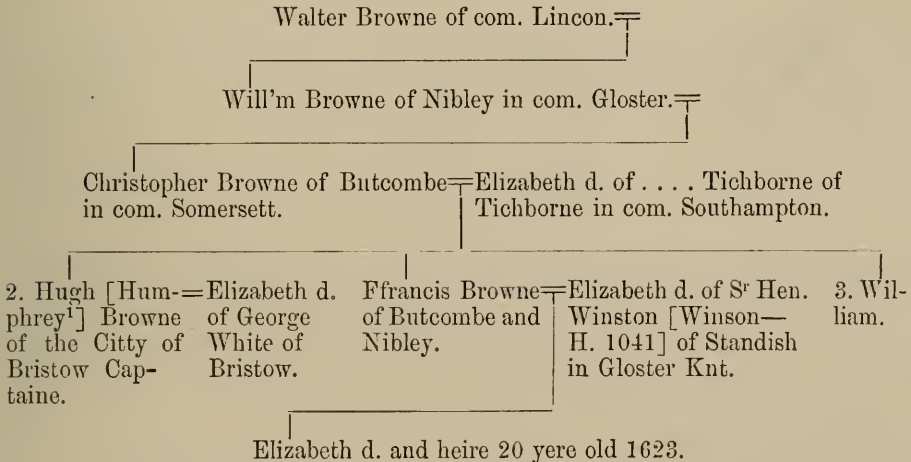 Walter Browne of com. Lincon.=
Will'm Browne of Nibley in com. Gloster.=
Christopher Browne of Butcombe=Elizabeth d. of . . . . Tichborne of
in com. Somersett. Tichborne in com. Southampton.
2. Hugh [Hum-=Elizabeth d. Ffrancis Browne=Elizabeth d. of Sʳ Hen. 3. Wil-
phrey¹] Browne of George of Butcombe and Winston [Winson— liam.
of the Citty of White of Nibley. H. 1041] of Standish
Bristow Cap- Bristow. in Gloster Knt.
taine.
Elizabeth d. and heire 20 yere old 1623.